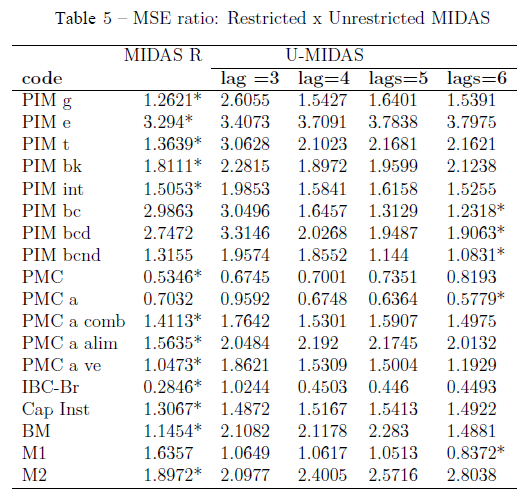 Table 5 – MSE ratio: Restricted x Unrestricted MIDAS
MIDAS R U-MIDAS
code lag =3 lag=4 lags=5 lags=6
PIM g 1.2621* 2.6055 1.5427 1.6401 1.5391
PIM e 3.294* 3.4073 3.7091 3.7838 3.7975
PIM t 1.3639* 3.0628 2.1023 2.1681 2.1621
PIM bk 1.8111* 2.2815 1.8972 1.9599 2.1238
PIM int 1.5053* 1.9853 1.5841 1.6158 1.5255
PIM bc 2.9863 3.0496 1.6457 1.3129 1.2318*
PIM bcd 2.7472 3.3146 2.0268 1.9487 1.9063*
PIM bcnd 1.3155 1.9574 1.8552 1.144 1.0831*
PMC 0.5346* 0.6745 0.7001 0.7351 0.8193
PMC a 0.7032 0.9592 0.6748 0.6364 0.5779*
PMC a comb 1.4113* 1.7642 1.5301 1.5907 1.4975
PMC a alim 1.5635* 2.0484 2.192 2.1745 2.0132
PMC a ve 1.0473* 1.8621 1.5309 1.5004 1.1929
IBC-Br 0.2846* 1.0244 0.4503 0.446 0.4493
Cap Inst 1.3067* 1.4872 1.5167 1.5413 1.4922
BM 1.1454* 2.1082 2.1178 2.283 1.4881
M1 1.6357 1.0649 1.0617 1.0513 0.8372*
M2 1.8972* 2.0977 2.4005 2.5716 2.8038